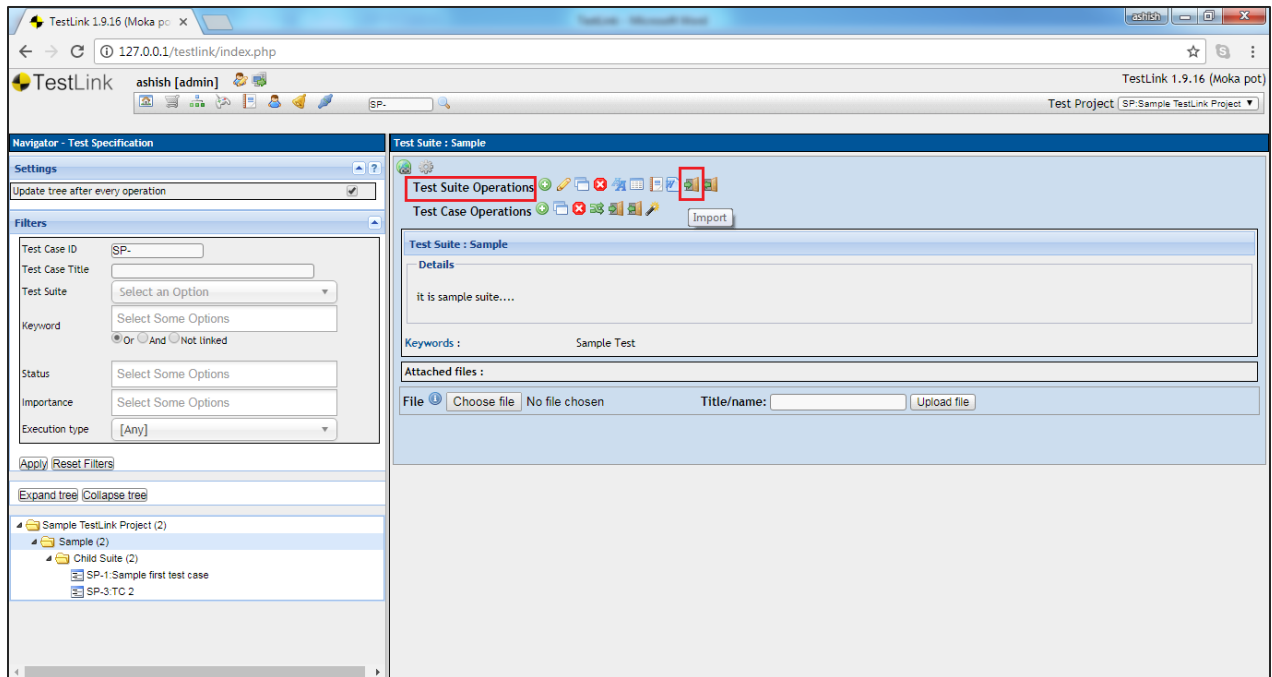 TestLink 1.9.16 (Moka po
ashish
127.0.0.1/testlink/index.php
TestLink
ashish [admin]
TestLink 1.9.16 (Moka pot)
SP-
Test Project
SP:Sample TestLink Project
Navigator - Test Specification
Settings
?
Update tree after every operation
Filters
Test Case ID
SP-
Test Case Title
Test Suite
Select an Option
Keyword
Select Some Options
Or And Not linked
Status
Select Some Options
Importance
Select Some Options
Execution type
[Any]
Apply Reset Filters
Expand tree Collapse tree
Sample TestLink Project (2)
Sample (2)
Child Suite (2)
SP-1:Sample first test case
SP-3:TC 2
Test Suite : Sample
Test Suite Operations
Test Case Operations
Import
Test Suite : Sample
Details
it is sample suite....
Keywords :
Sample Test
Attached files :
File
Choose file
No file chosen
Title/name:
Upload file